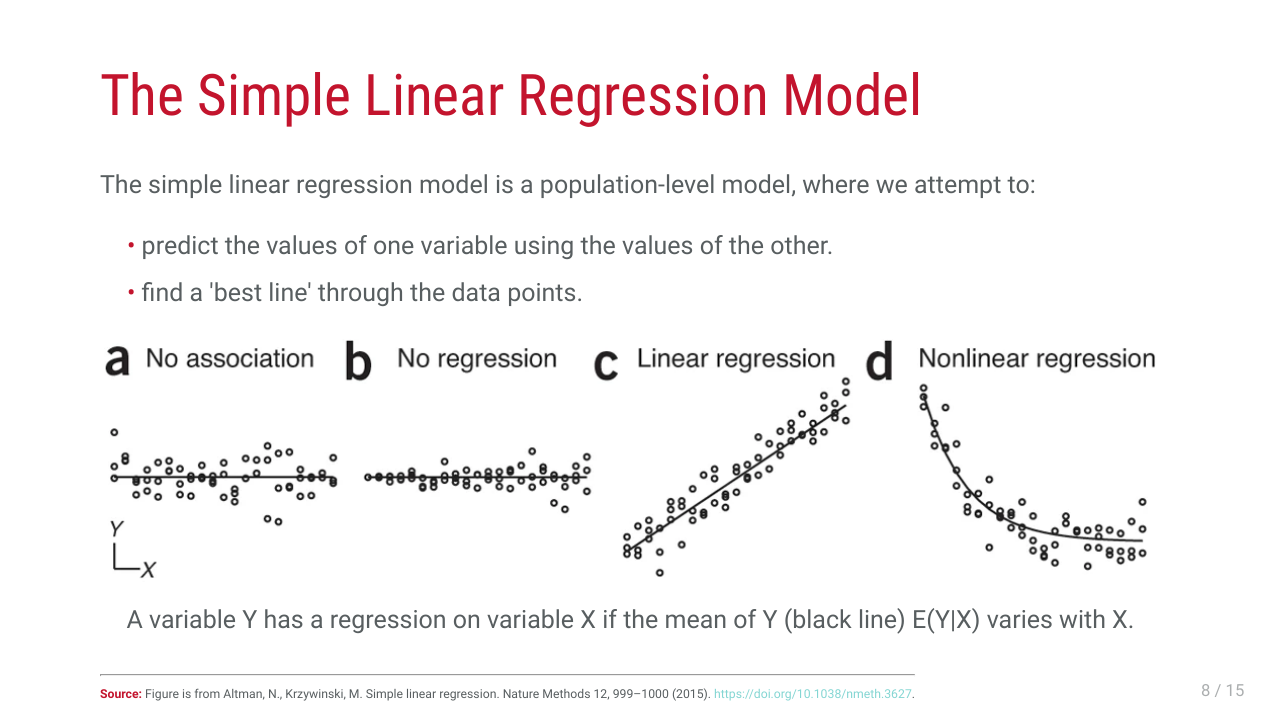 The Simple Linear Regression Model
The simple linear regression model is a population-level model, where we attempt to:
• predict the values of one variable using the values of the other.
• find a 'best line' through the data points.
a No association b No regression c Linear regression d Nonlinear regression
Y
X
A variable Y has a regression on variable X if the mean of Y (black line) E(Y|X) varies with X.
Source: Figure is from Altman, N., Krzywinski, M. Simple linear regression. Nature Methods 12, 999–1000 (2015). https://doi.org/10.1038/nmeth.3627.
8 / 15